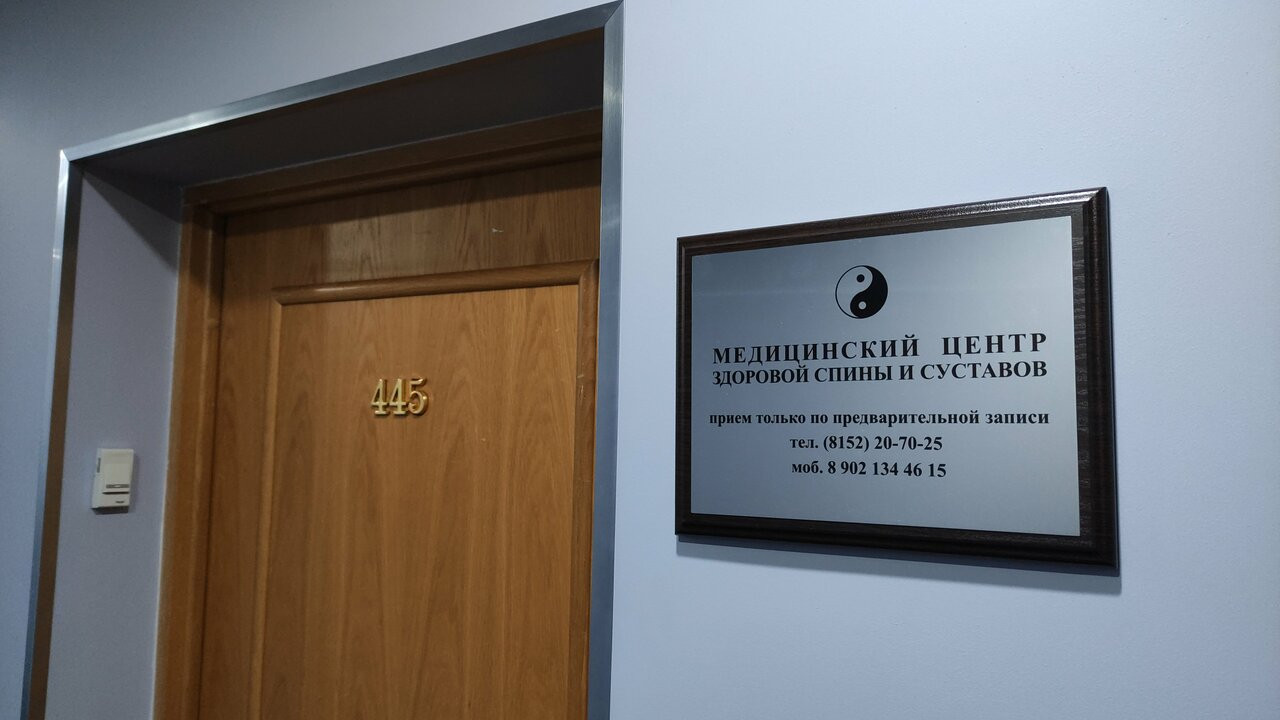 445
МЕДИЦИНСКИЙ ЦЕНТР
ЗДОРОВОЙ СПИНЫ И СУСТАВОВ
прием только по предварительной записи
тел. (8152) 20-70-25
моб. 8 902 134 46 15